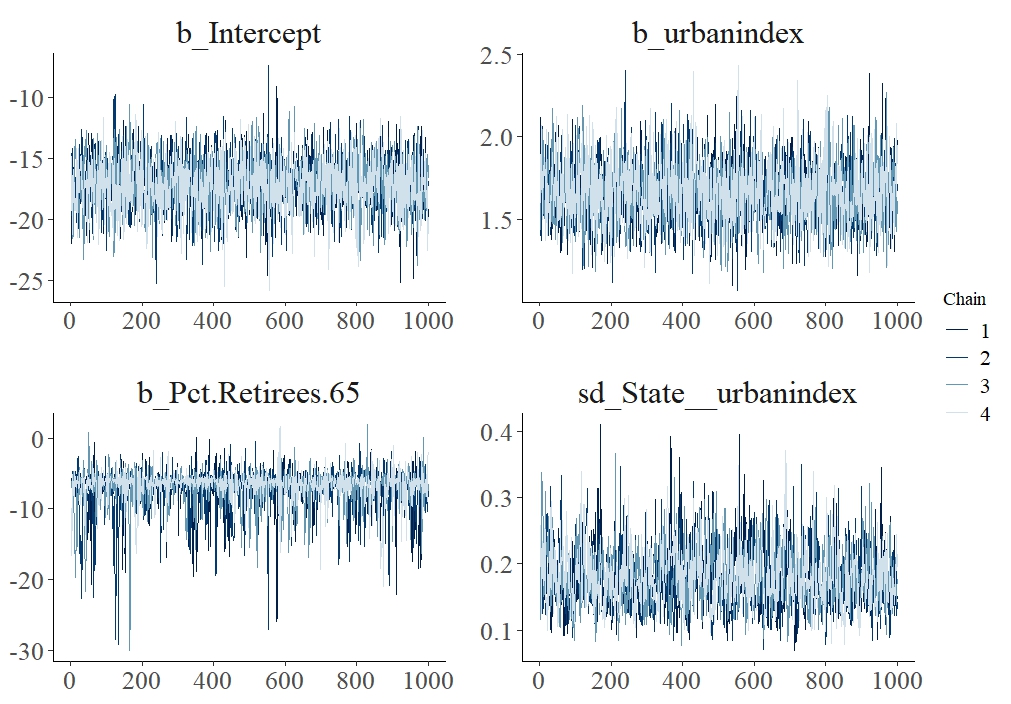 b_Intercept
-10
-15
-20
-25
0 200 400 600 800 1000
b_urbanindex
2.5
2.0
1.5
0 200 400 600 800 1000
b_Pct.Retirees.65
0
-10
-20
-30
0 200 400 600 800 1000
sd_State__urbanindex
0.4
0.3
0.2
0.1
0 200 400 600 800 1000
Chain
1
2
3
4